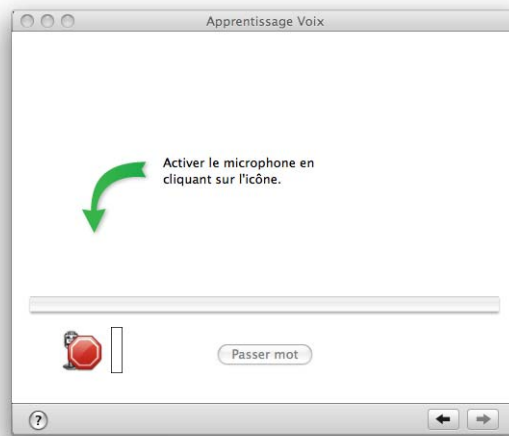 Apprentissage Voix
Activer le microphone en
cliquant sur l'icône.
Passer mot
?